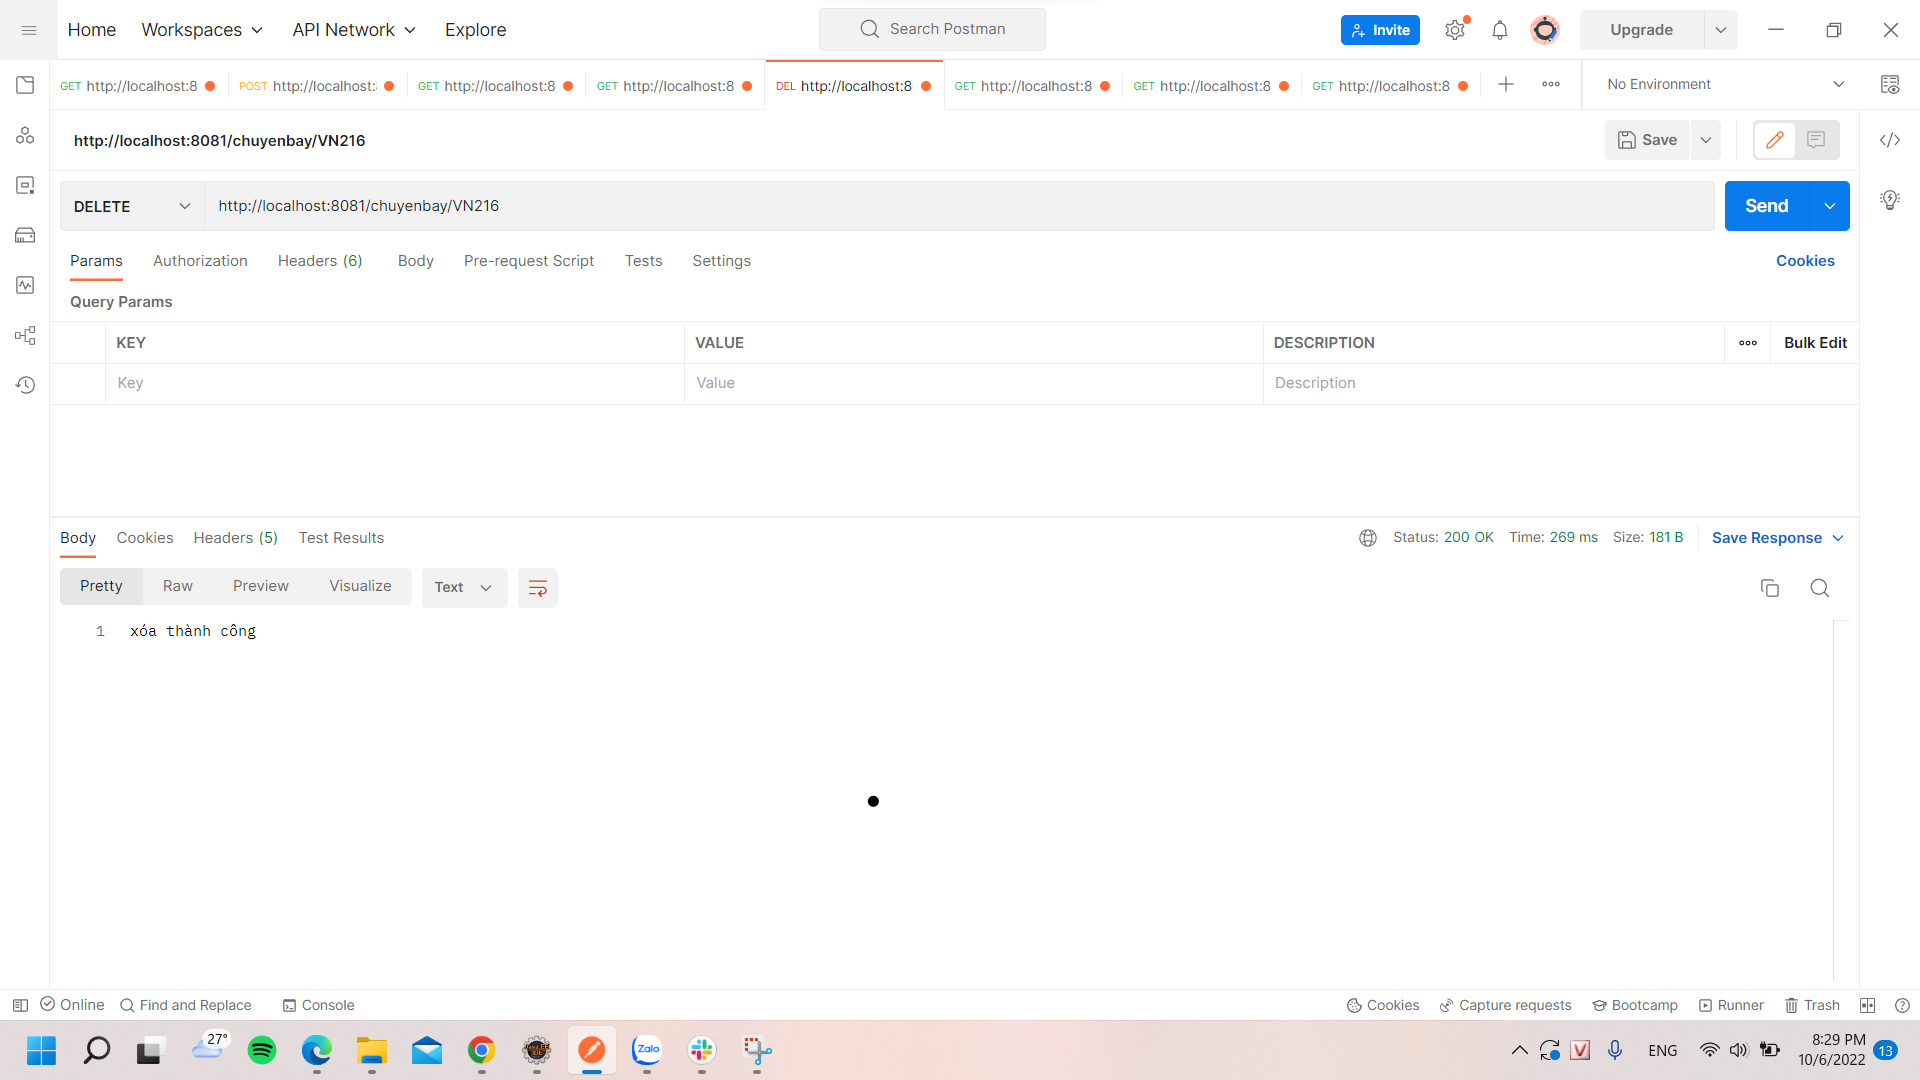 Home Workspaces API Network Explore Search Postman Invite Upgrade
GET http://localhost:8 POST http://localhost: GET http://localhost:8 GET http://localhost:8 DEL http://localhost:8 GET http://localhost:8 GET http://localhost:8 GET http://localhost:8 No Environment
http://localhost:8081/chuyenbay/VN216 Save
DELETE http://localhost:8081/chuyenbay/VN216 Send
Params Authorization Headers (6) Body Pre-request Script Tests Settings Cookies
Query Params
KEY VALUE DESCRIPTION Bulk Edit
Key Value Description
Body Cookies Headers (5) Test Results Status: 200 OK Time: 269 ms Size: 181 B Save Response
Pretty Raw Preview Visualize Text
1 xóa thành công
Online Find and Replace Console Cookies Capture requests Bootcamp Runner Trash
27° Zalo ENG 8:29 PM
10/6/2022 13